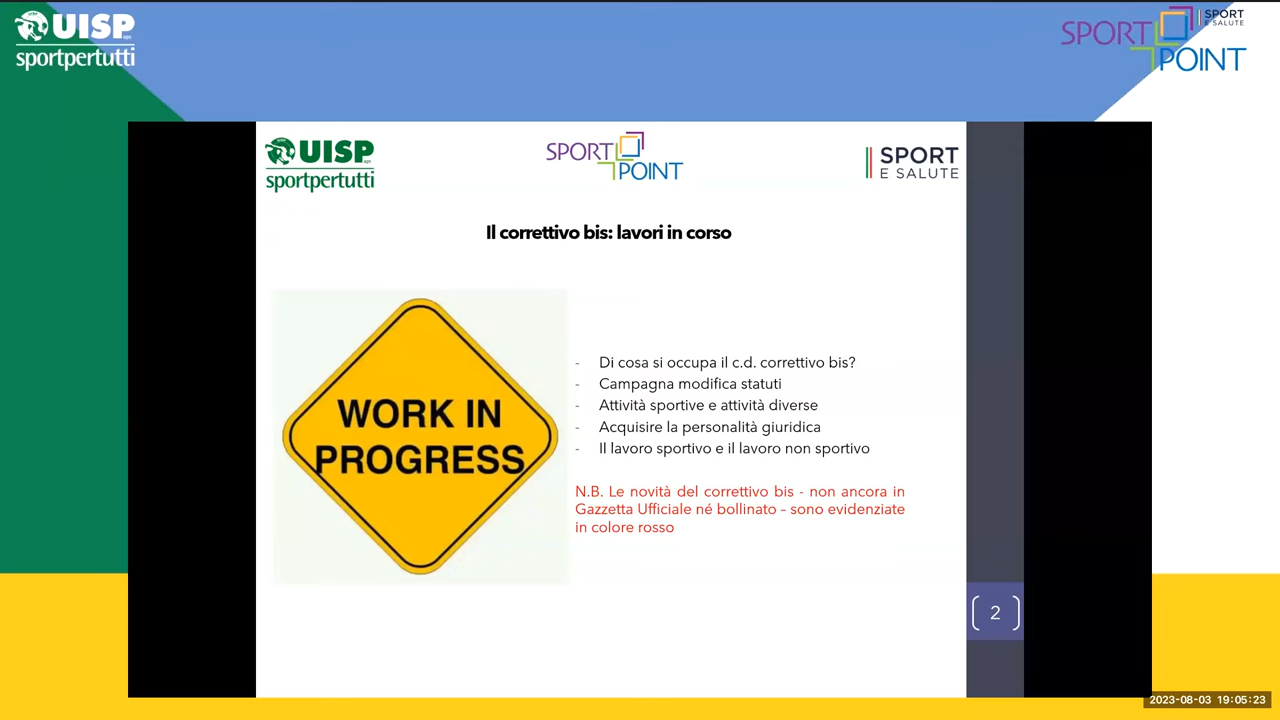 UISP aps
sportpertutti
SPORT
POINT
SPORT
E SALUTE
UISP aps
sportpertutti
SPORT
POINT
SPORT
E SALUTE
Il correttivo bis: lavori in corso
WORK IN
PROGRESS
- Di cosa si occupa il c.d. correttivo bis?
- Campagna modifica statuti
- Attività sportive e attività diverse
- Acquisire la personalità giuridica
- Il lavoro sportivo e il lavoro non sportivo
N.B. Le novità del correttivo bis - non ancora in
Gazzetta Ufficiale né bollinato – sono evidenziate
in colore rosso
2
2023-08-03 19:05:23